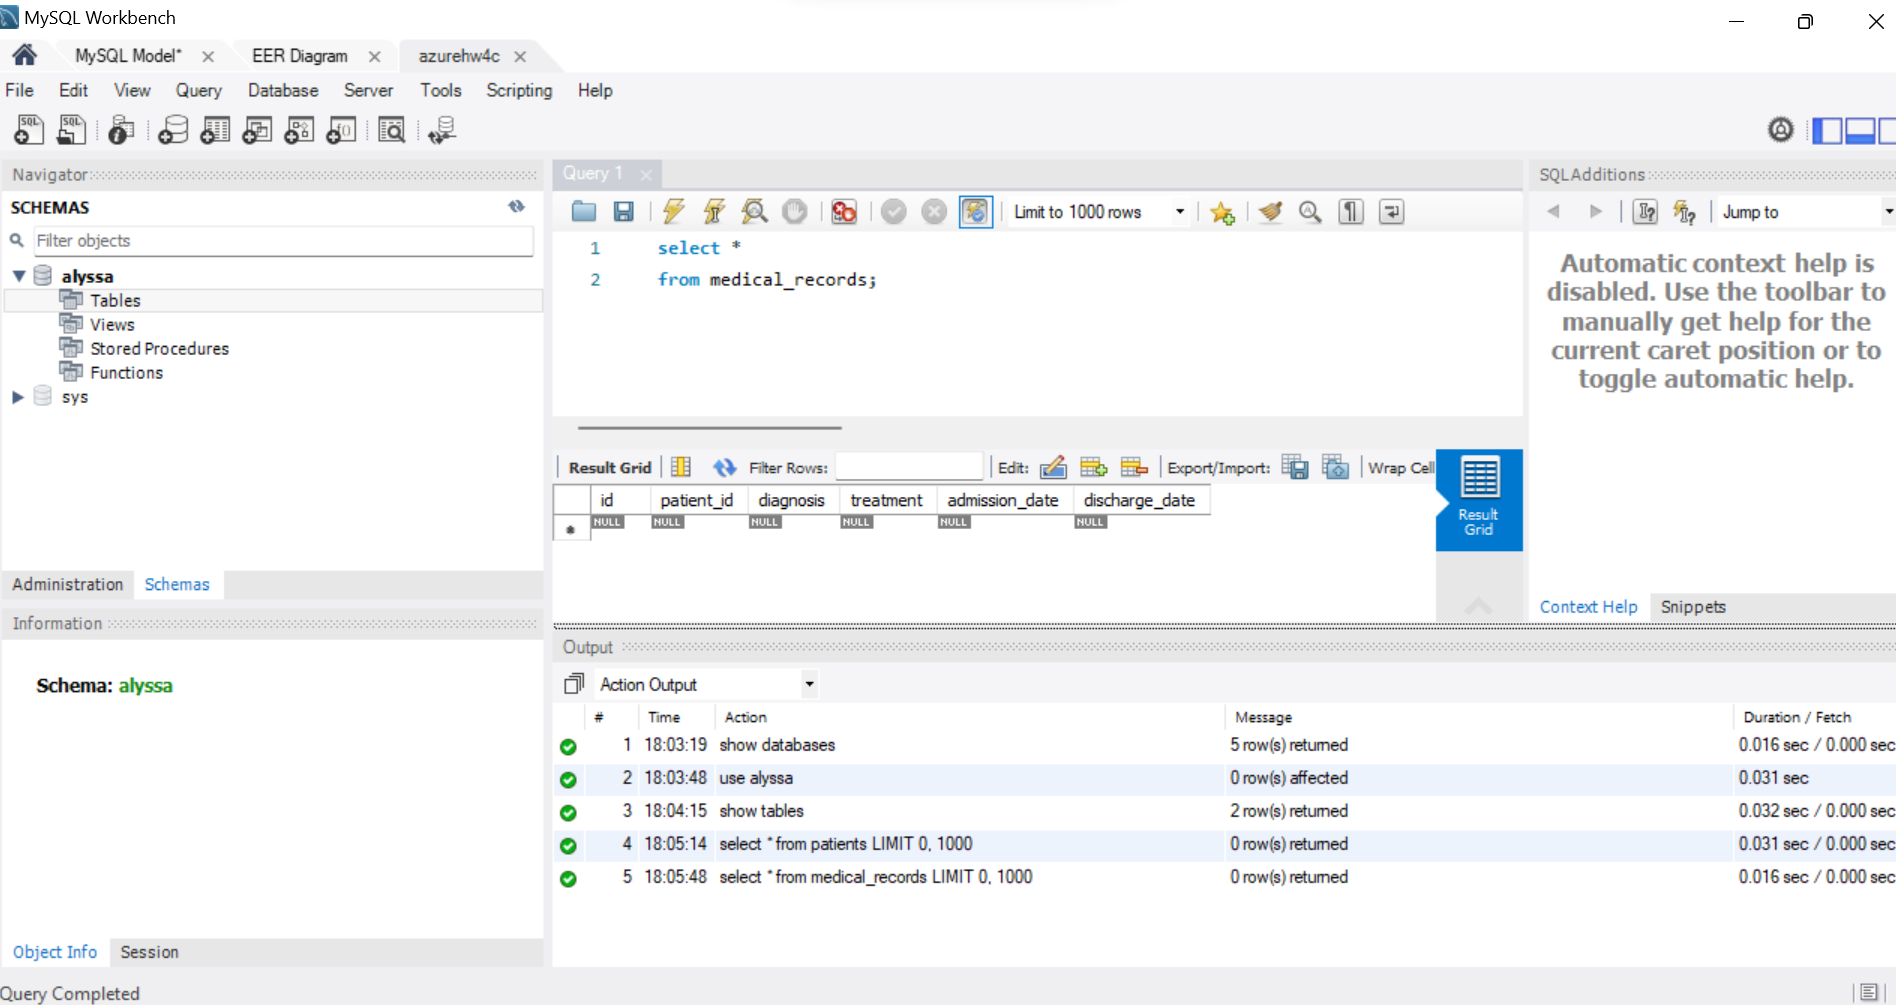 MySQL Workbench
MySQL Model* EER Diagram azurehw4c
File Edit View Query Database Server Tools Scripting Help
Navigator
SCHEMAS
Filter objects
alyssa
Tables
Views
Stored Procedures
Functions
sys
Administration Schemas
Information
Schema: alyssa
Object Info Session
Query Completed
Query 1
Limit to 1000 rows
1 select *
2 from medical_records;
Result Grid Filter Rows: Edit: Export/Import: Wrap Cell
id patient_id diagnosis treatment admission_date discharge_date
NULL NULL NULL NULL NULL NULL
Result
Grid
SQLAdditions
Jump to
Automatic context help is
disabled. Use the toolbar to
manually get help for the
current caret position or to
toggle automatic help.
Context Help Snippets
Output
Action Output
# Time Action Message Duration / Fetch
1 18:03:19 show databases 5 row(s) returned 0.016 sec / 0.000 sec
2 18:03:48 use alyssa 0 row(s) affected 0.031 sec
3 18:04:15 show tables 2 row(s) returned 0.032 sec / 0.000 sec
4 18:05:14 select * from patients LIMIT 0, 1000 0 row(s) returned 0.031 sec / 0.000 sec
5 18:05:48 select * from medical_records LIMIT 0, 1000 0 row(s) returned 0.016 sec / 0.000 sec